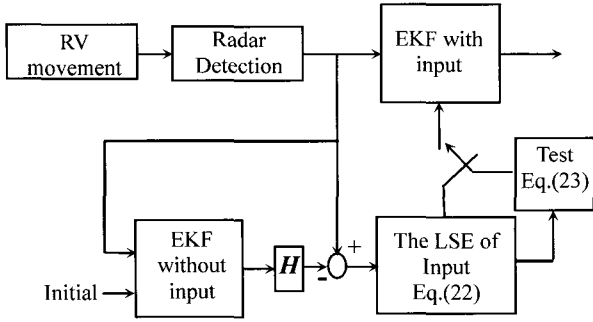 RV
movement
Radar
Detection
EKF with
input
Test
Eq.(23)
EKF
without
input
H
+
-
The LSE of
Input
Eq.(22)
Initial